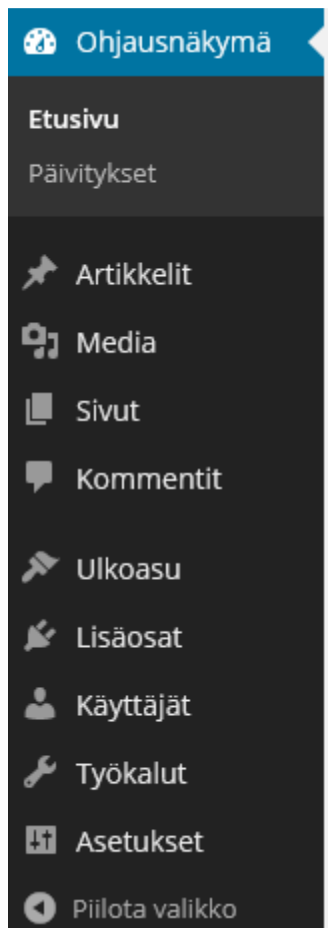 Ohjausnäkymä
Etusivu
Päivitykset
Artikkelit
Media
Sivut
Kommentit
Ulkoasu
Lisäosat
Käyttäjät
Työkalut
Asetukset
Piilota valikko